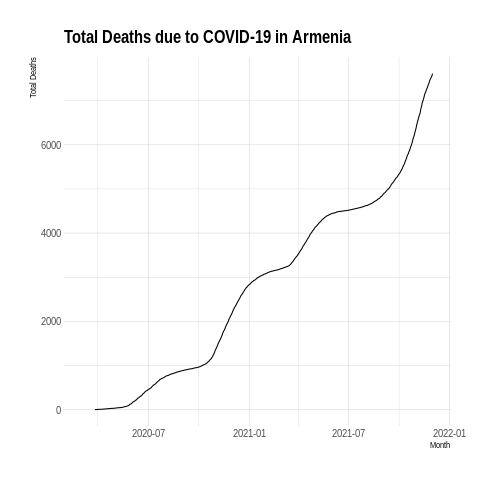 Total Deaths due to COVID-19 in Armenia
Total Deaths
6000
4000
2000
0
2020-07 2021-01 2021-07 2022-01
Month